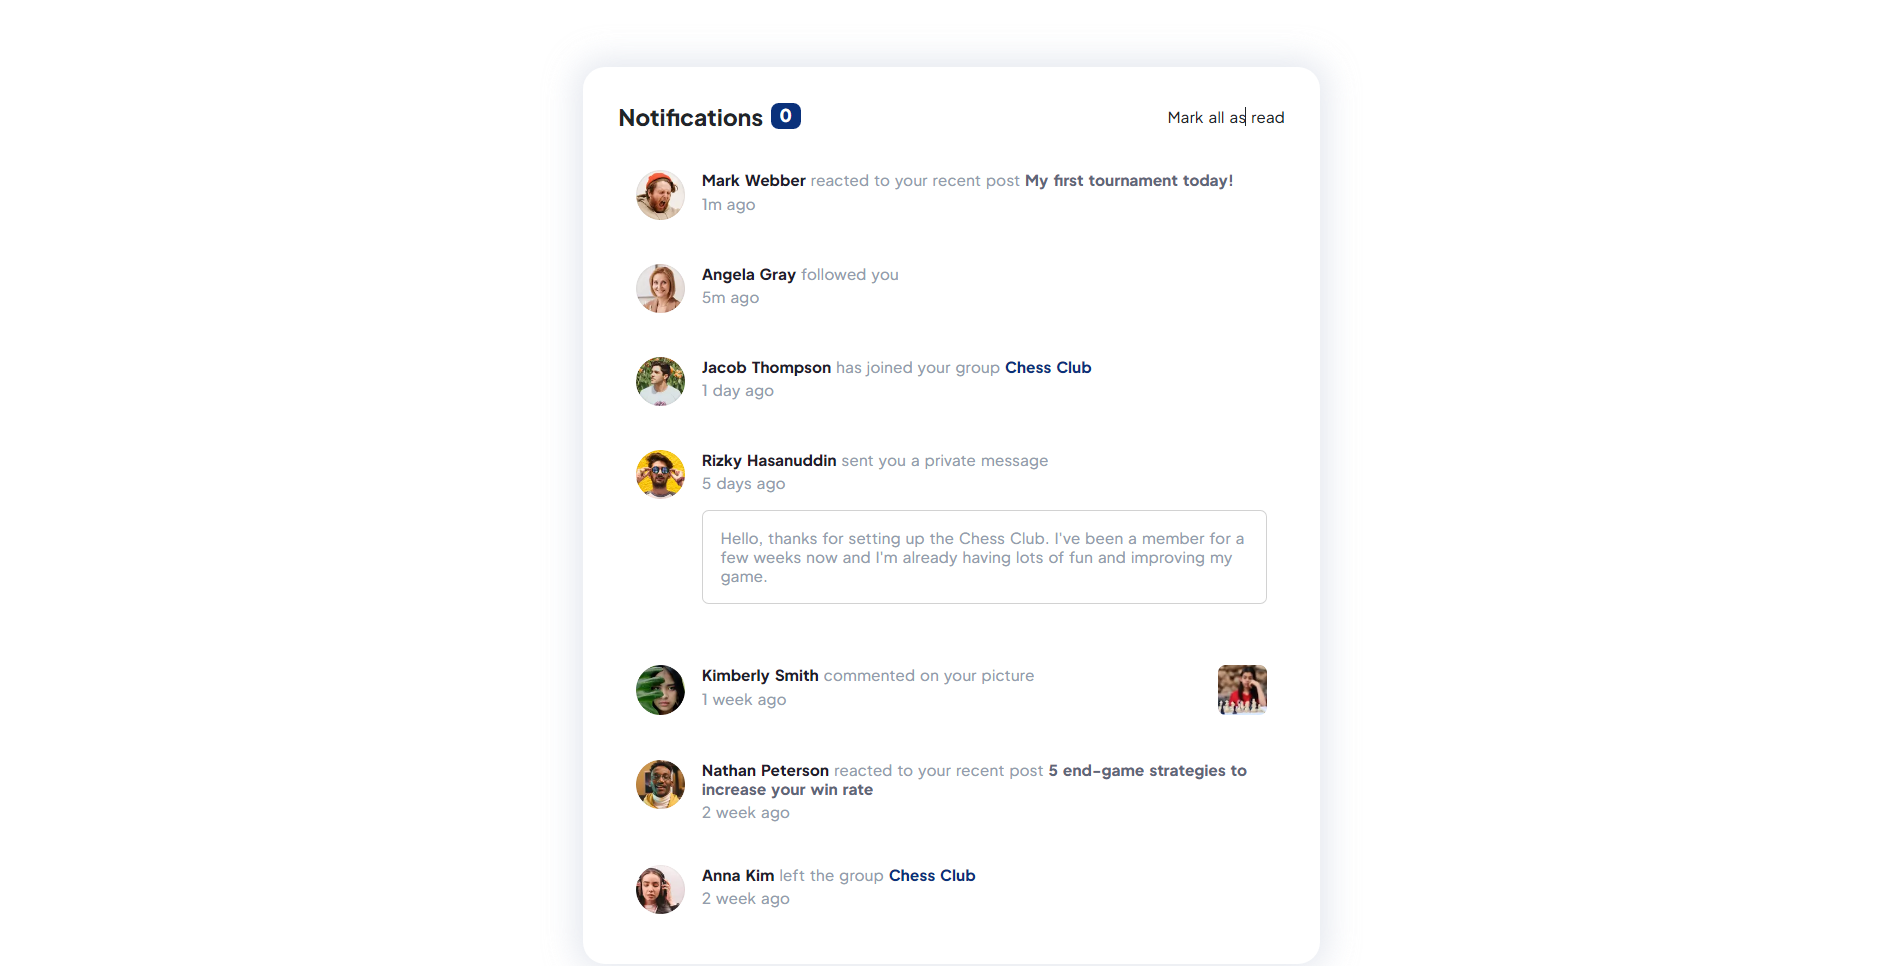 Notifications 0
Mark all as read
Mark Webber reacted to your recent post My first tournament today!
1m ago
Angela Gray followed you
5m ago
Jacob Thompson has joined your group Chess Club
1 day ago
Rizky Hasanuddin sent you a private message
5 days ago
Hello, thanks for setting up the Chess Club. I've been a member for a
few weeks now and I'm already having lots of fun and improving my
game.
Kimberly Smith commented on your picture
1 week ago
Nathan Peterson reacted to your recent post 5 end-game strategies to
increase your win rate
2 week ago
Anna Kim left the group Chess Club
2 week ago